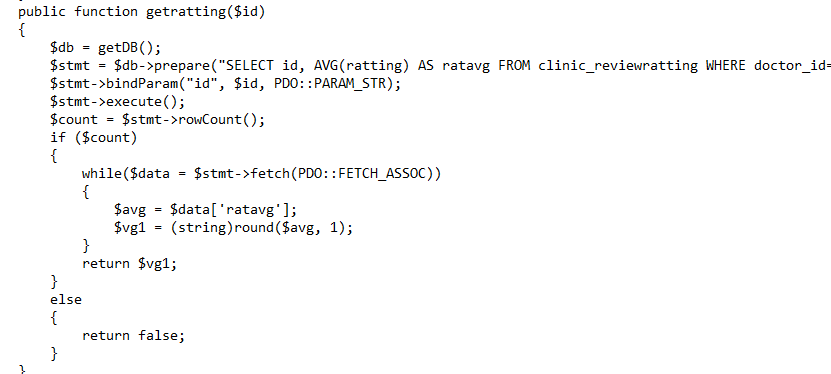 public function getratting($id)
{
$db = getDB();
$stmt = $db->prepare("SELECT id, AVG(ratting) AS ratavg FROM clinic_reviewratting WHERE doctor_id=
$stmt->bindParam("id", $id, PDO::PARAM_STR);
$stmt->execute();
$count = $stmt->rowCount();
if ($count)
{
while($data = $stmt->fetch(PDO::FETCH_ASSOC))
{
$avg = $data['ratavg'];
$vg1 = (string)round($avg, 1);
}
return $vg1;
}
else
{
return false;
}
}